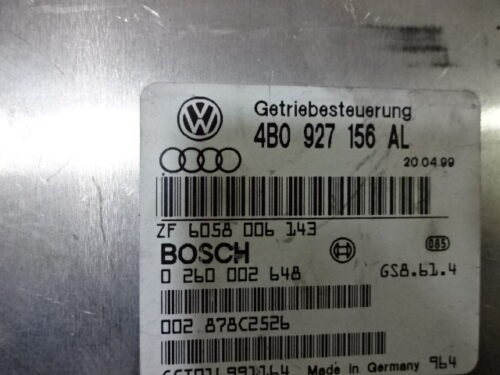 Getriebesteuerung
4B0 927 156 AL
20 04 99
ZF 6058 006 143
BOSCH
085
0 260 002 648
GS8.61.4
002 878C2526
Made in Germany 964